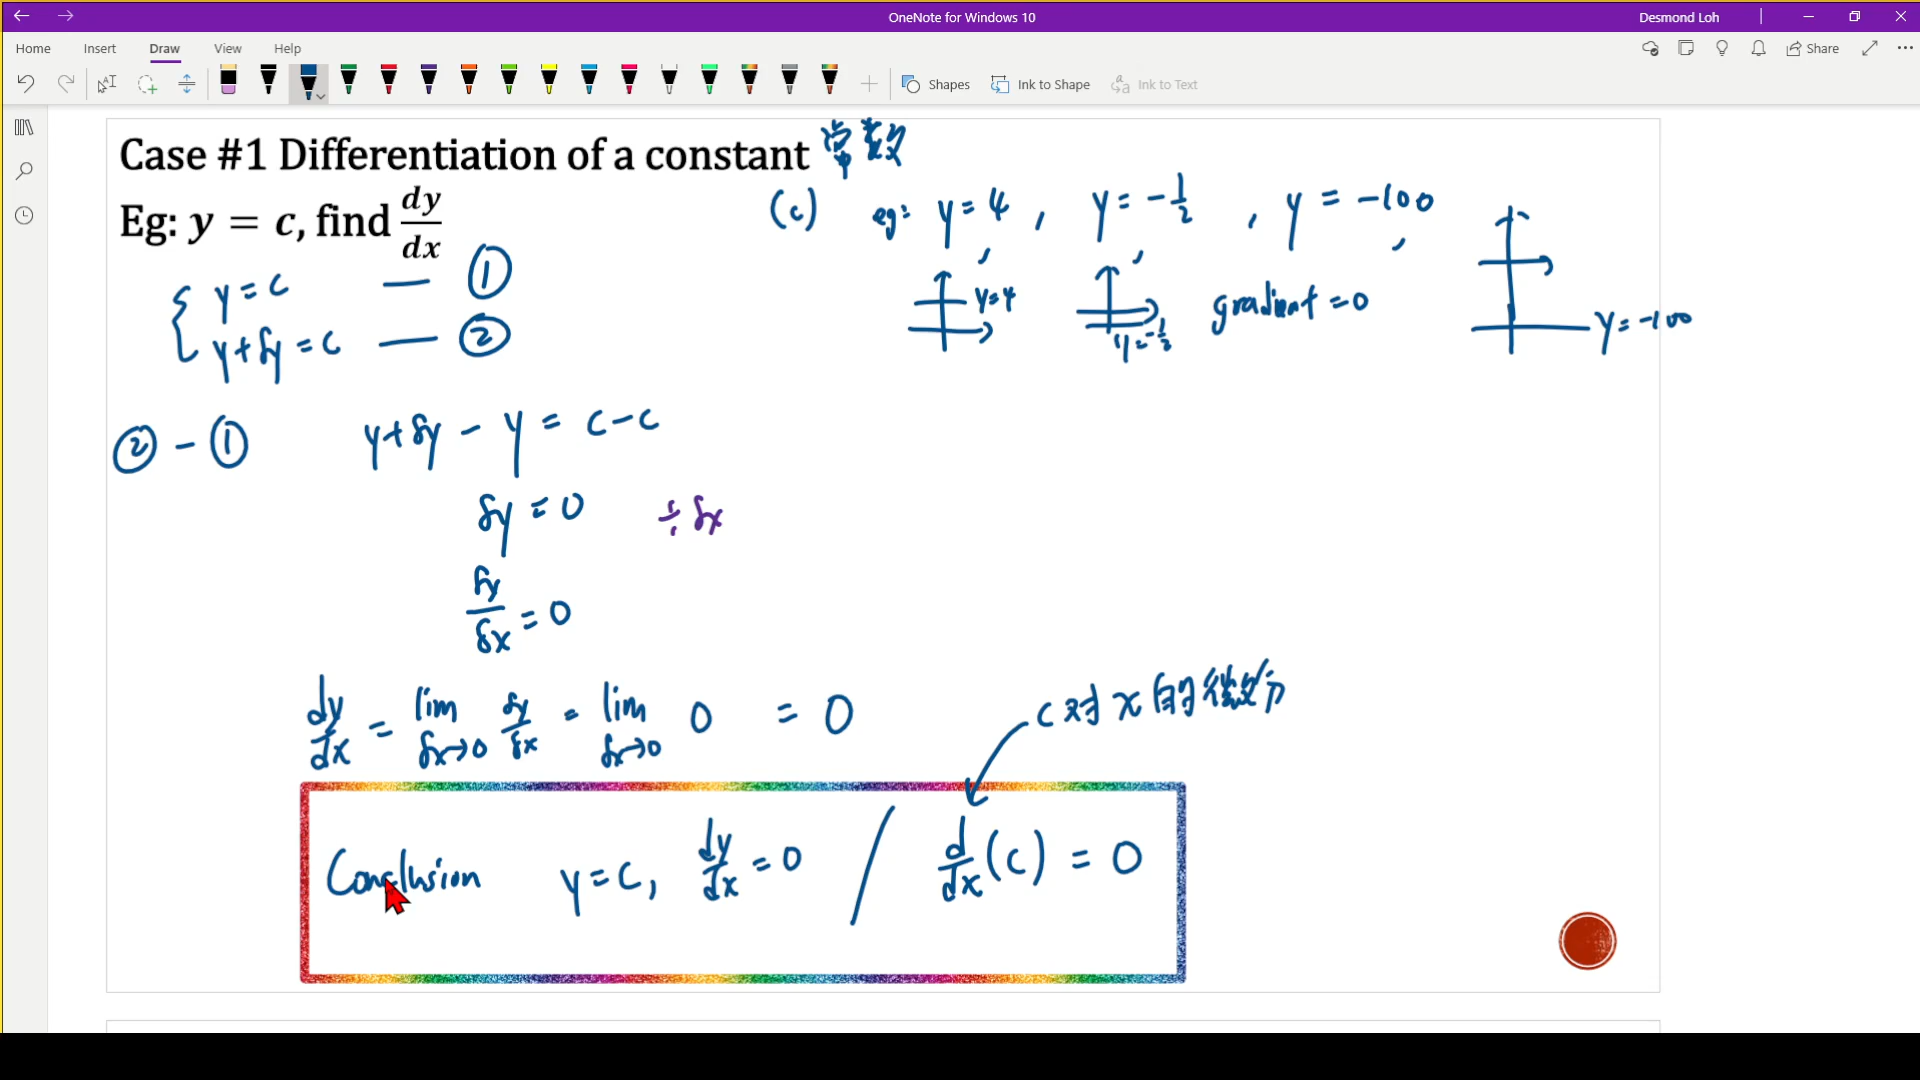 OneNote for Windows 10
Desmond Loh
Home Insert Draw View Help
Share
Shapes Ink to Shape Ink to Text
Case #1 Differentiation of a constant 常数
Eg: y = c, find dy/dx
(c) eg: y = 4 , y = -1/2 , y = -100
y = c — ①
y+δy = c — ②
y=4
y=-1/2
gradient = 0
y=-100
② - ① y+δy - y = c-c
δy = 0 ÷ δx
δy/δx = 0
dy/dx = lim δx→0 δy/δx = lim δx→0 0 = 0
c 对 x 的微分
Conclusion y=c, dy/dx = 0 / d/dx (c) = 0